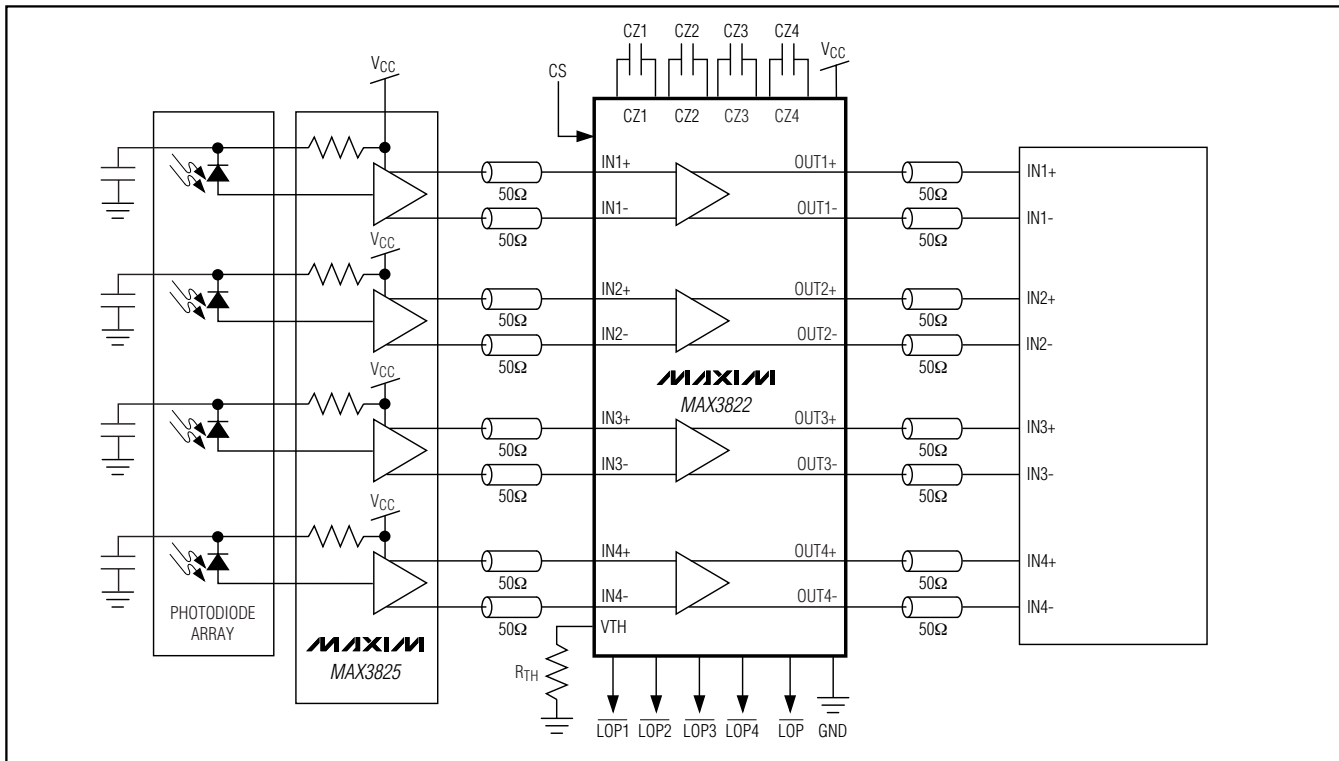 CZ1 CZ2 CZ3 CZ4
VCC
CS
VCC
CZ1 CZ2 CZ3 CZ4
IN1+ OUT1+ IN1+
50Ω 50Ω
IN1- OUT1- IN1-
50Ω 50Ω
VCC
IN2+ OUT2+ IN2+
50Ω 50Ω
IN2- OUT2- IN2-
50Ω 50Ω
VCC
MAXIM
MAX3822
IN3+ OUT3+ IN3+
50Ω 50Ω
IN3- OUT3- IN3-
50Ω 50Ω
VCC
IN4+ OUT4+ IN4+
50Ω 50Ω
IN4- OUT4- IN4-
50Ω 50Ω
PHOTODIODE
ARRAY
MAXIM
MAX3825
VTH
RTH
LOP1 LOP2 LOP3 LOP4 LOP GND